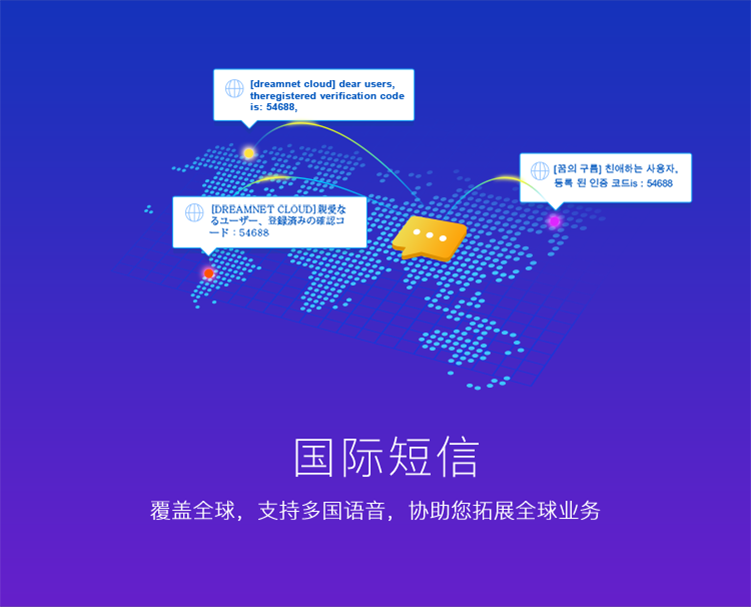 [dreamnet cloud] dear users,
theregistered verification code
is: 54688,
[꿈의 구름] 친애하는 사용자,
등록 된 인증 코드is : 54688
[DREAMNET CLOUD]親愛な
るユーザー、登録済みの確認コ
ード：54688
国际短信
覆盖全球，支持多国语音，协助您拓展全球业务